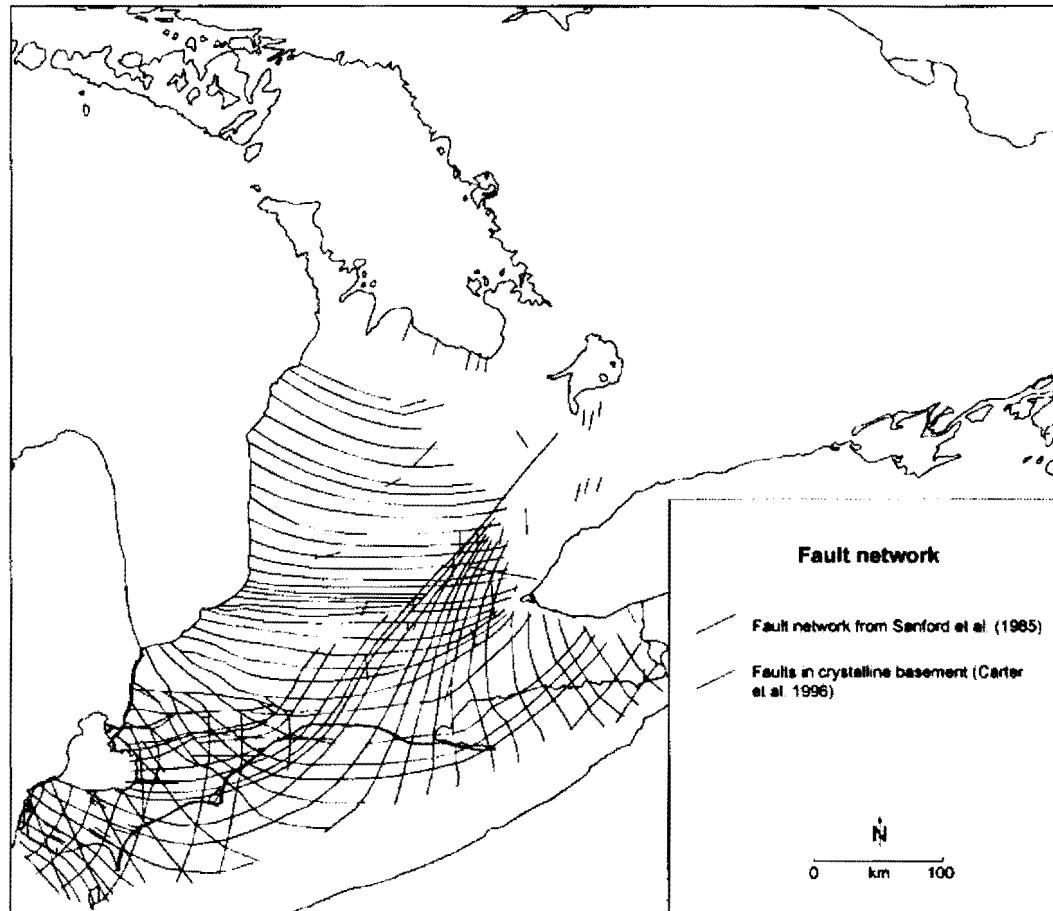 Fault network
Fault network from Sanford et al. (1985)
Faults in crystalline basement (Carter
et al. 1996)
N
0 km 100